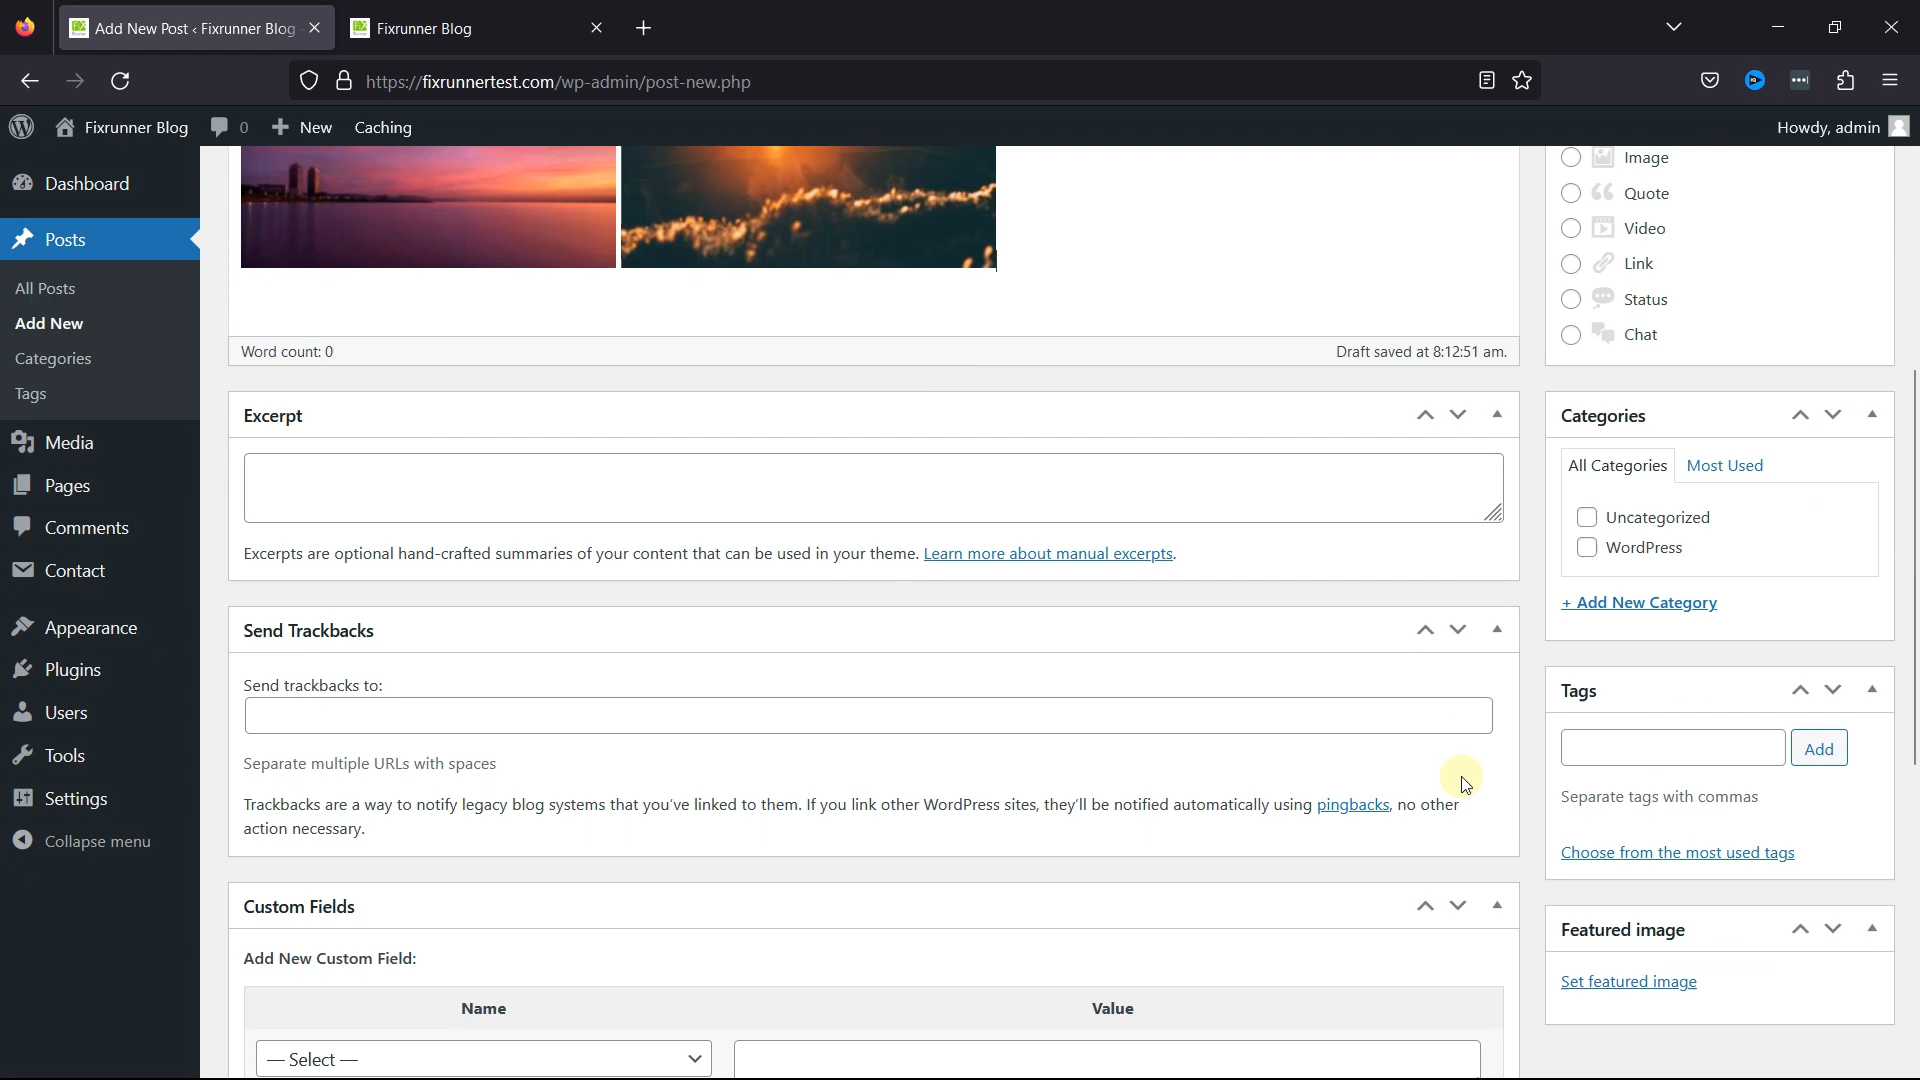 Add New Post ‹ Fixrunner Blog
Fixrunner Blog
https://fixrunnertest.com/wp-admin/post-new.php
Fixrunner Blog
0
New
Caching
Howdy, admin
Dashboard
Posts
All Posts
Add New
Categories
Tags
Media
Pages
Comments
Contact
Appearance
Plugins
Users
Tools
Settings
Collapse menu
Word count: 0
Draft saved at 8:12:51 am.
Excerpt
Excerpts are optional hand-crafted summaries of your content that can be used in your theme. Learn more about manual excerpts.
Send Trackbacks
Send trackbacks to:
Separate multiple URLs with spaces
Trackbacks are a way to notify legacy blog systems that you've linked to them. If you link other WordPress sites, they'll be notified automatically using pingbacks, no other
action necessary.
Custom Fields
Add New Custom Field:
Name
Value
— Select —
Image
Quote
Video
Link
Status
Chat
Categories
All Categories
Most Used
Uncategorized
WordPress
+ Add New Category
Tags
Add
Separate tags with commas
Choose from the most used tags
Featured image
Set featured image